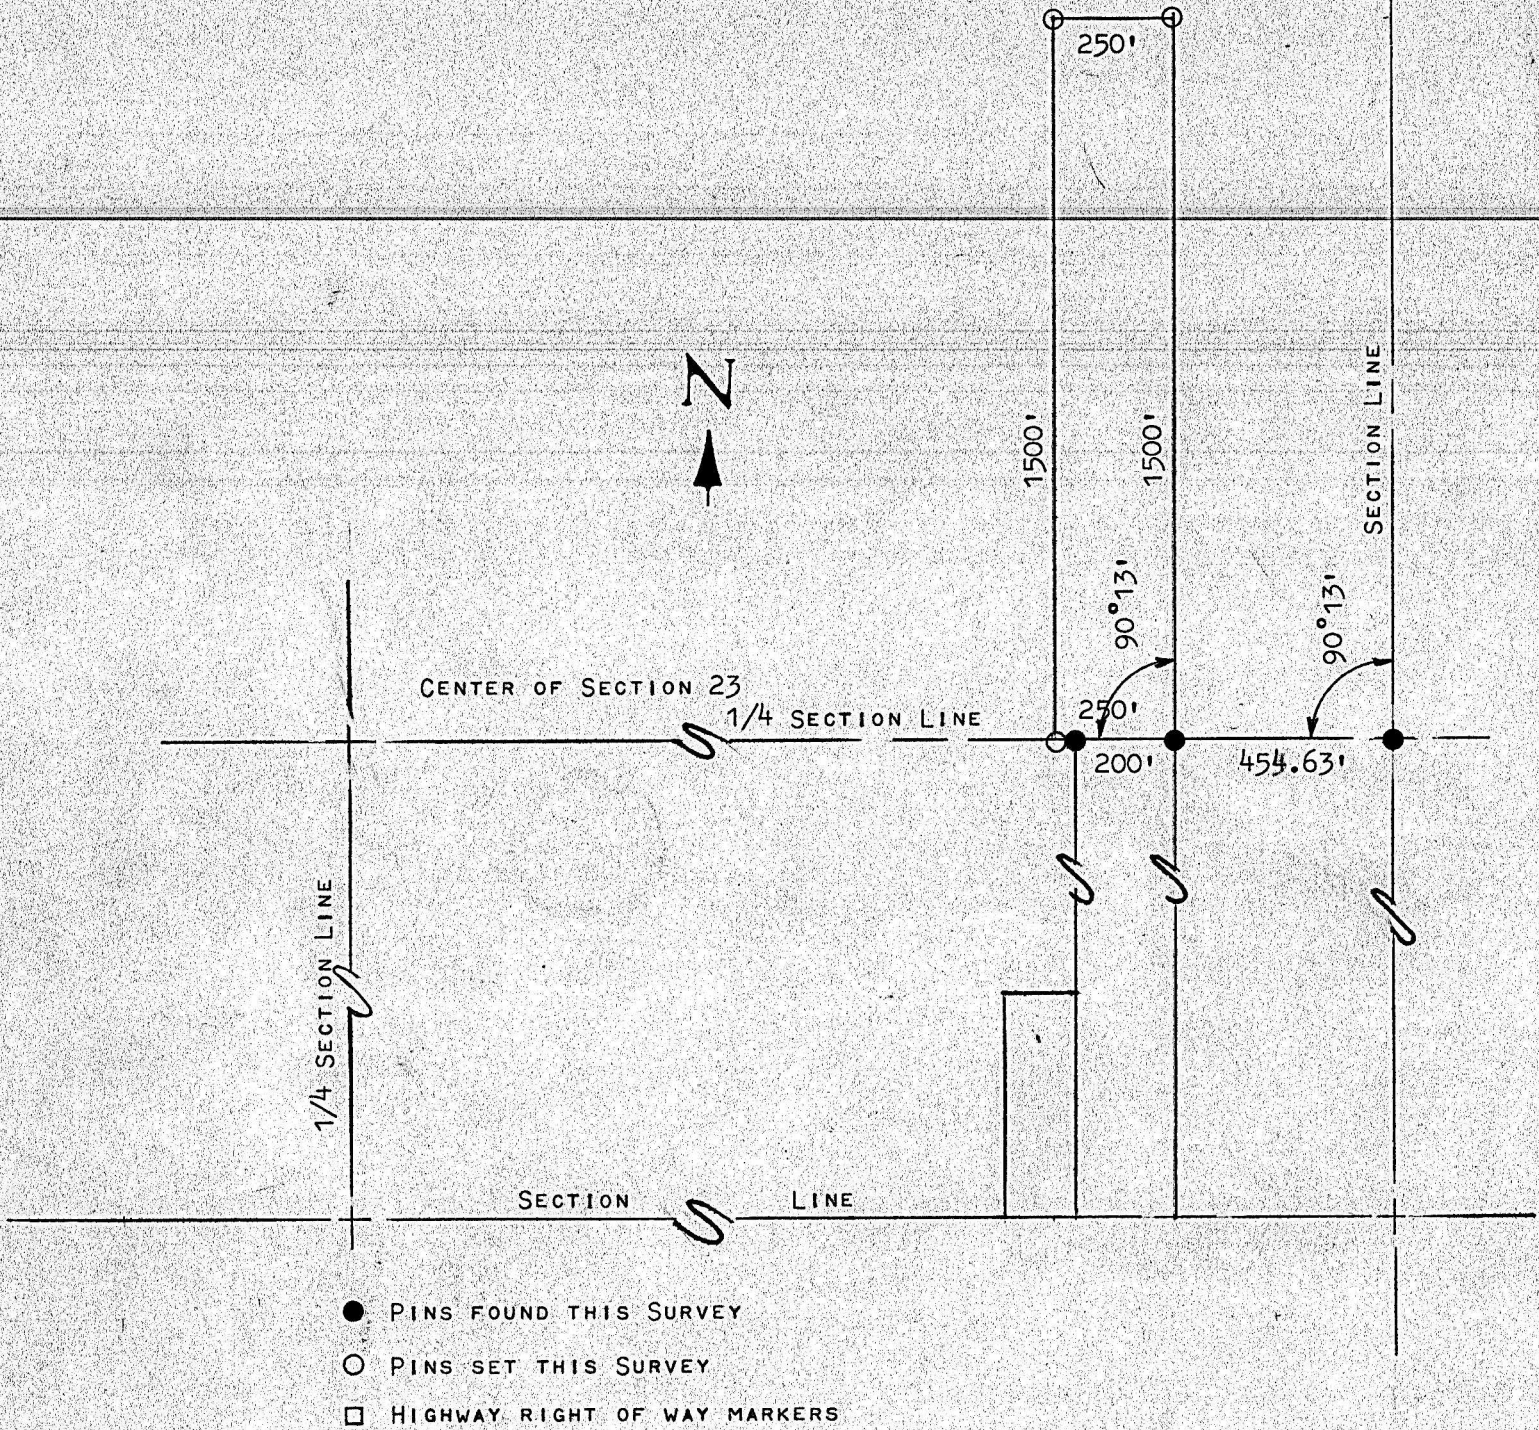 250'
N
1500'
1500'
SECTION LINE
90°13'
90°13'
CENTER OF SECTION 23
1/4 SECTION LINE
250'
200'
454.63'
1/4 SECTION LINE
SECTION LINE
PINS FOUND THIS SURVEY
PINS SET THIS SURVEY
HIGHWAY RIGHT OF WAY MARKERS